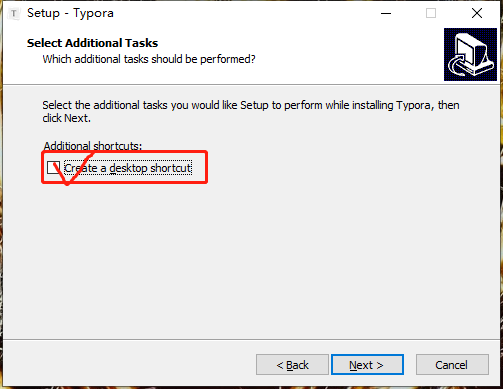 T Setup - Typora
Select Additional Tasks
Which additional tasks should be performed?
Select the additional tasks you would like Setup to perform while installing Typora, then
click Next.
Additional shortcuts:
Create a desktop shortcut
< Back Next > Cancel